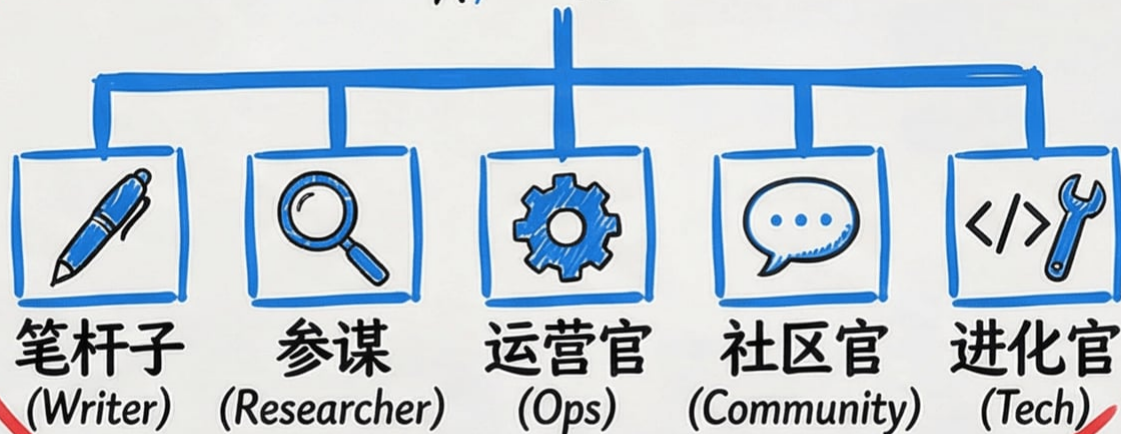 笔杆子
(Writer)
参谋
(Researcher)
运营官
(Ops)
社区官
(Community)
进化官
(Tech)